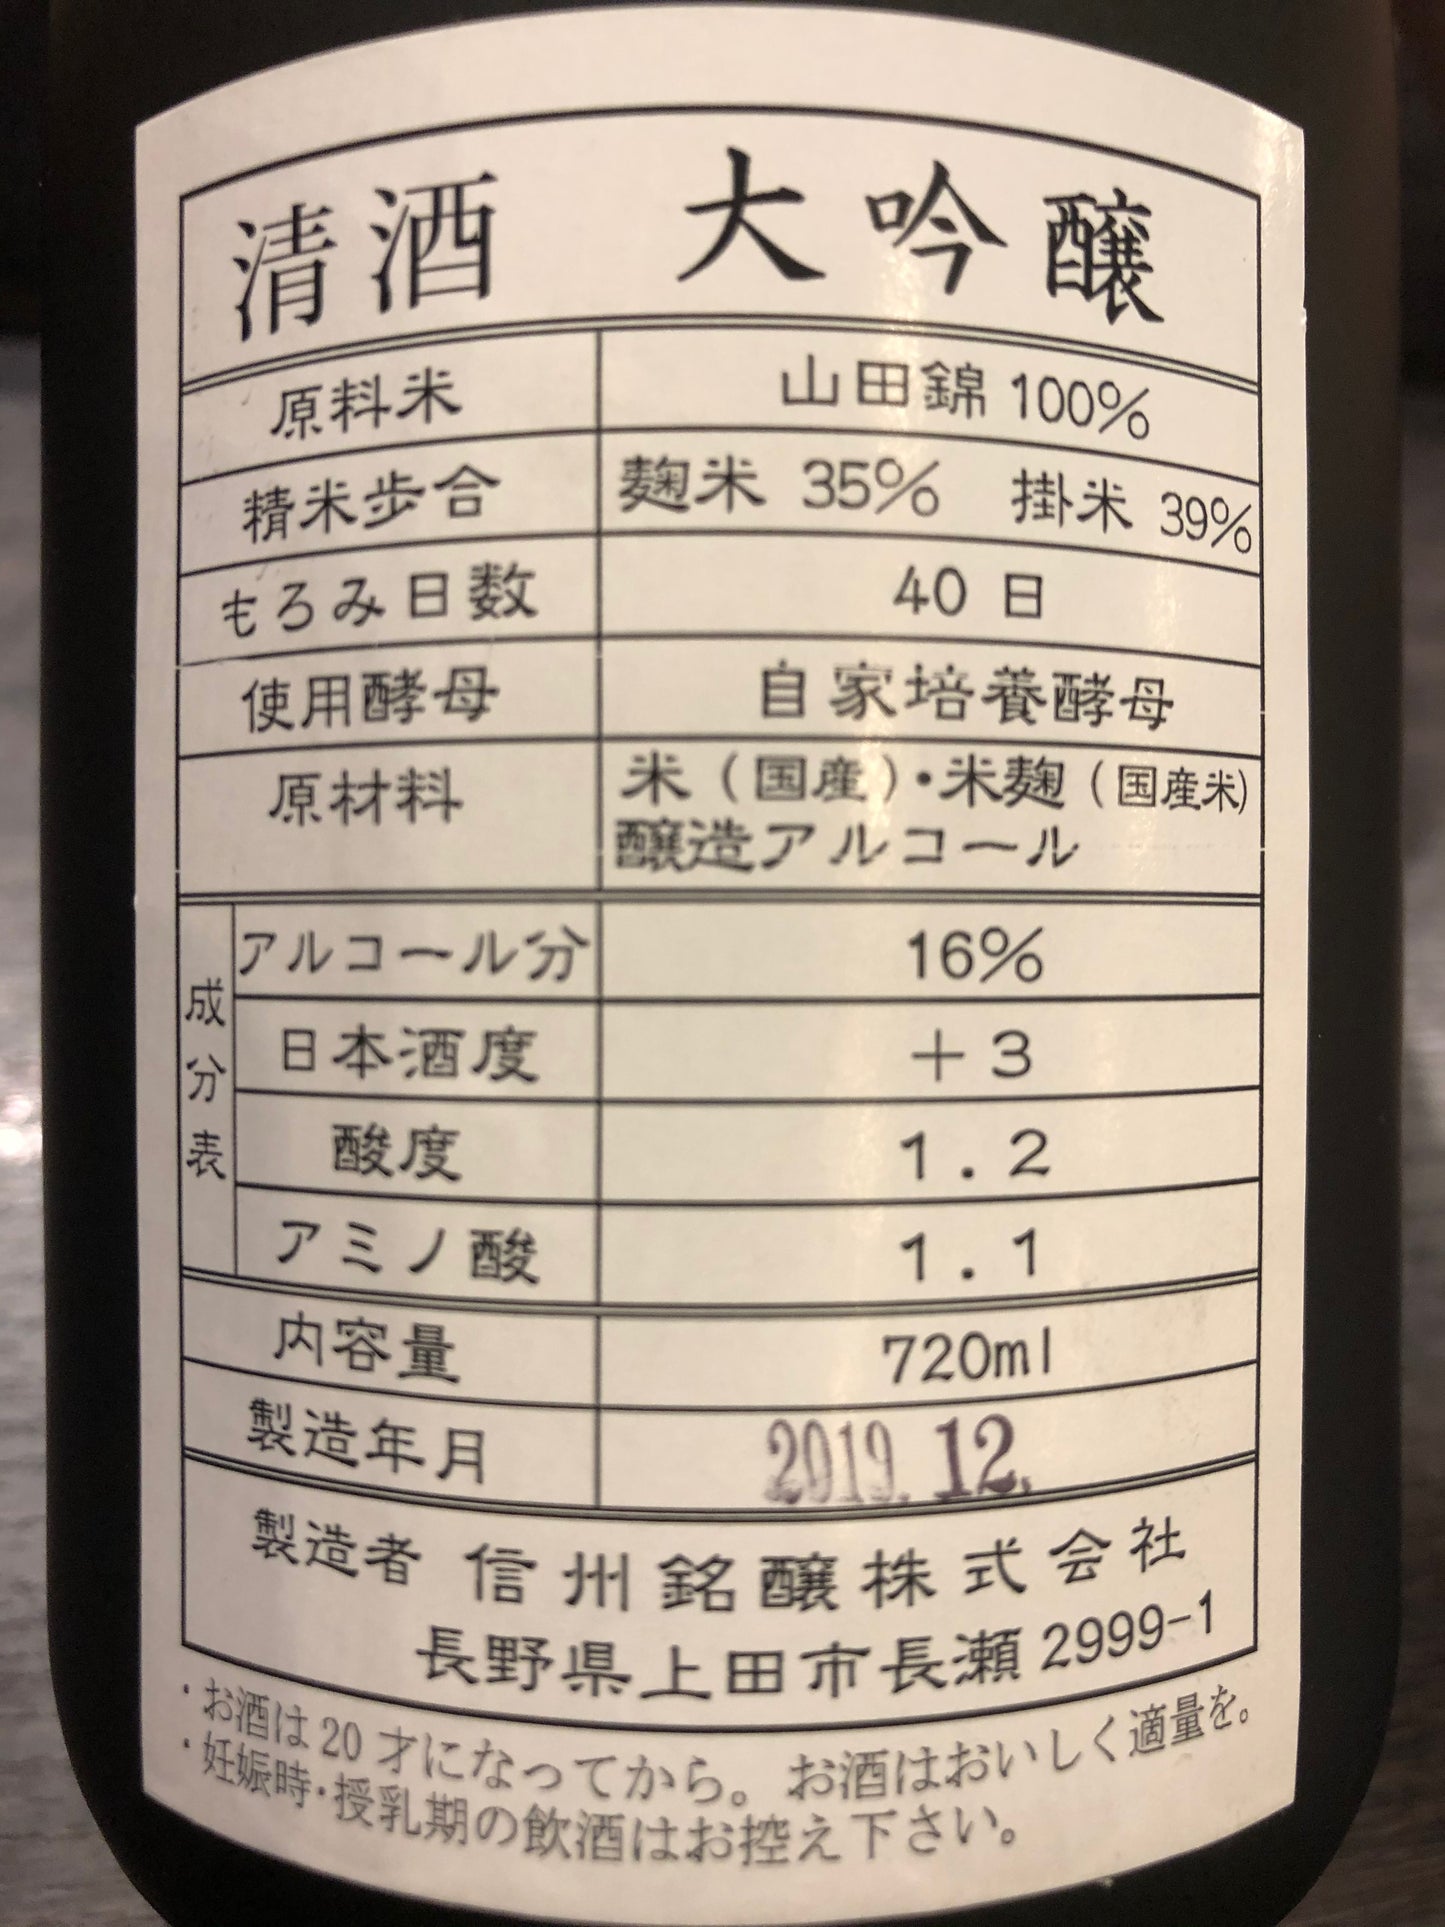 清酒 大吟醸
原料米 山田錦 100%
精米歩合 麹米 35% 掛米 39%
もろみ日数 40 日
使用酵母 自家培養酵母
原材料 米（国産）・米麹（国産米）
醸造アルコール
成分表
アルコール分 16%
日本酒度 +3
酸度 1.2
アミノ酸 1.1
内容量 720ml
製造年月 2019.12.
製造者 信州銘醸株式会社
長野県上田市長瀬 2999-1
・お酒は 20 才になってから。お酒はおいしく適量を。
・妊娠時・授乳期の飲酒はお控え下さい。